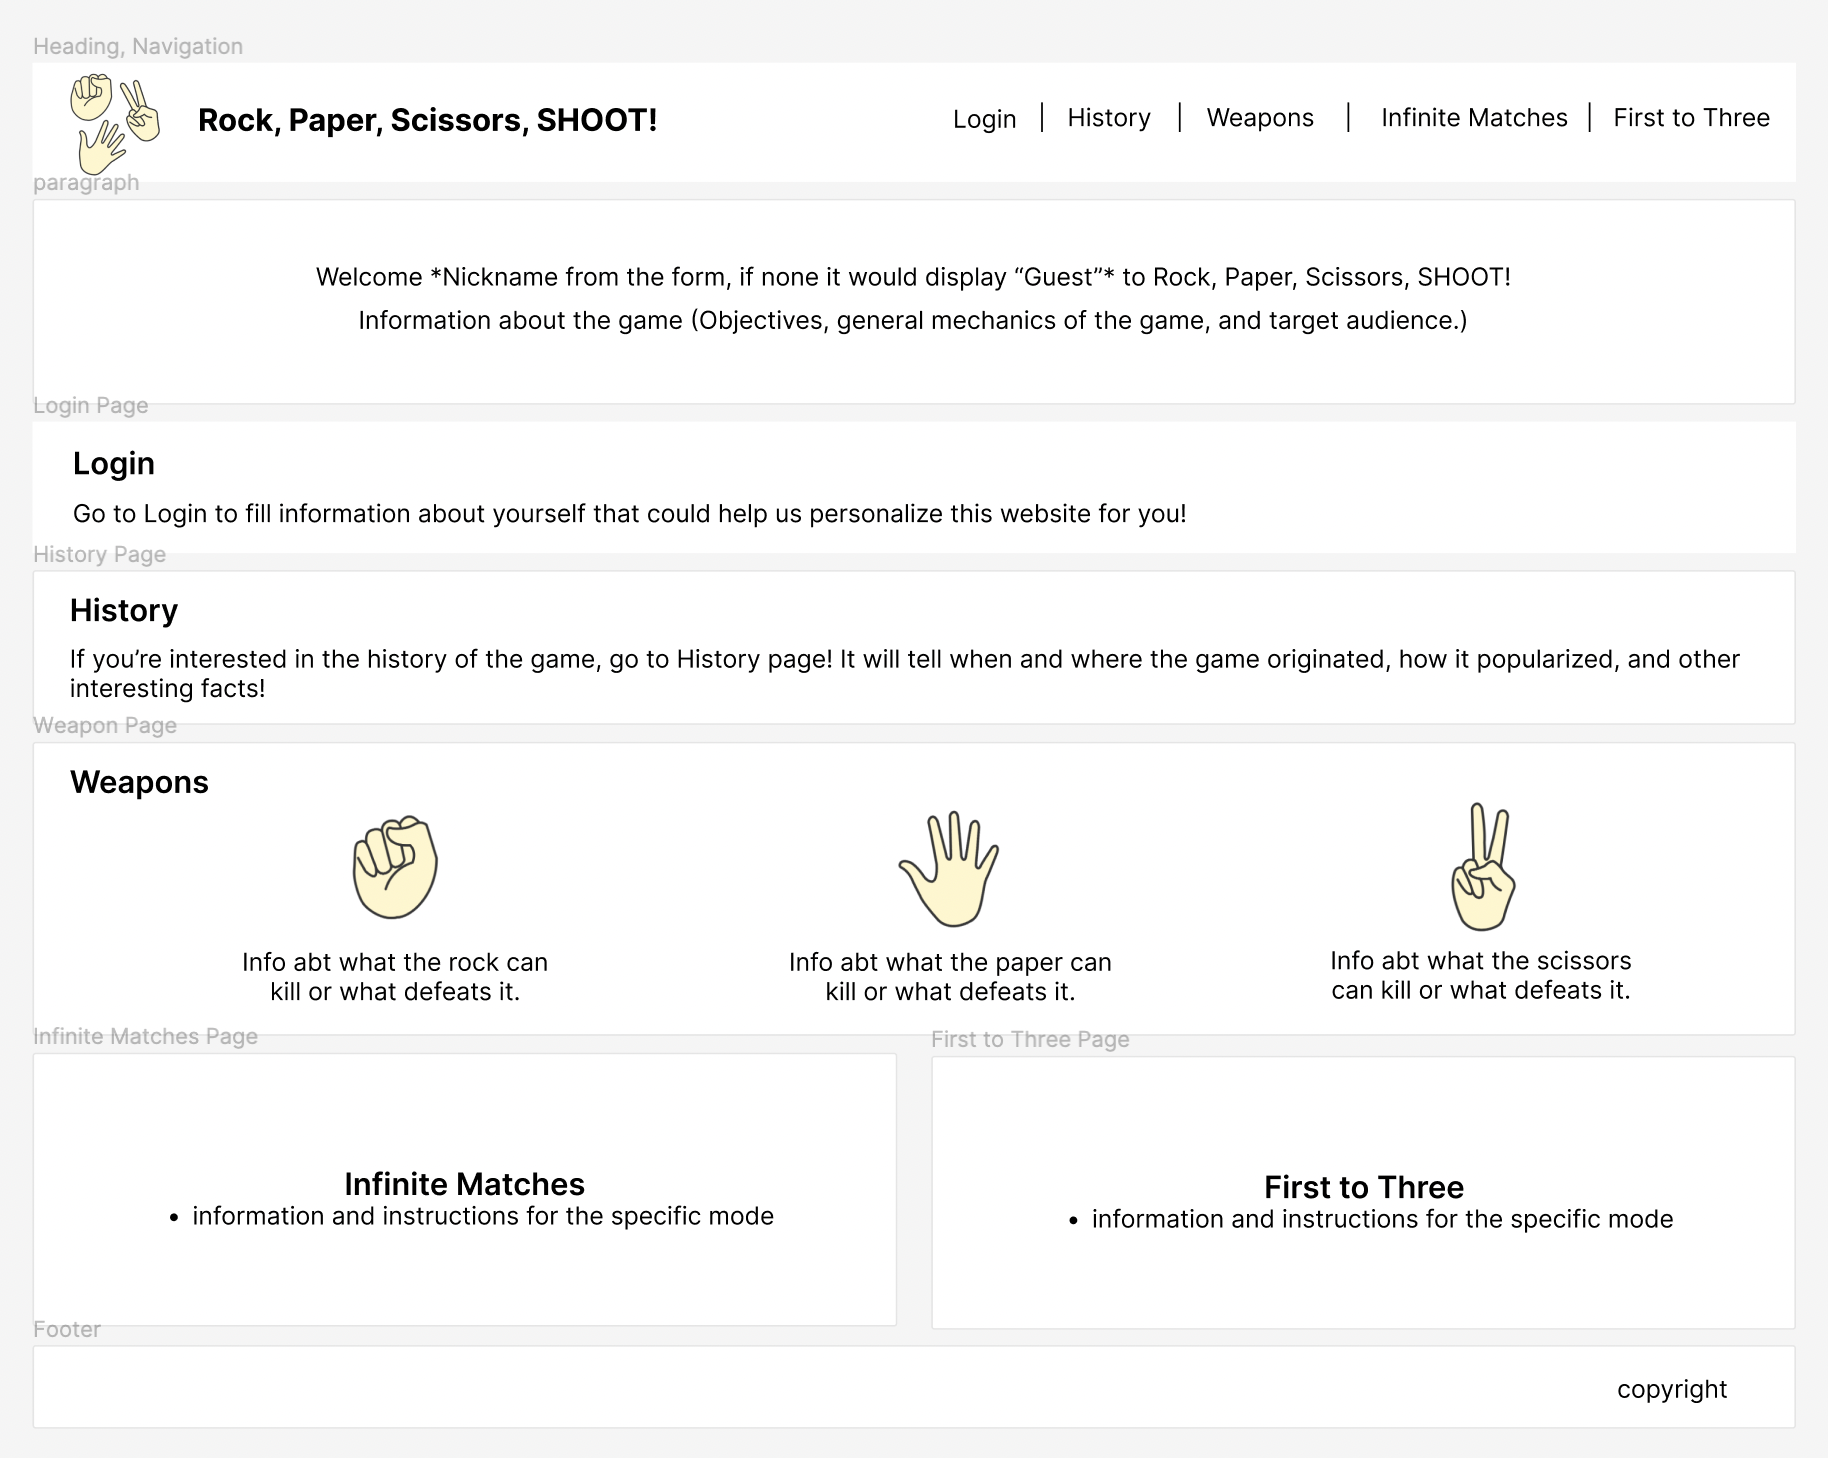 Heading, Navigation
Rock, Paper, Scissors, SHOOT!
Login | History | Weapons | Infinite Matches | First to Three
paragraph
Welcome *Nickname from the form, if none it would display “Guest”* to Rock, Paper, Scissors, SHOOT!
Information about the game (Objectives, general mechanics of the game, and target audience.)
Login Page
Login
Go to Login to fill information about yourself that could help us personalize this website for you!
History Page
History
If you’re interested in the history of the game, go to History page! It will tell when and where the game originated, how it popularized, and other
interesting facts!
Weapon Page
Weapons
Info abt what the rock can
kill or what defeats it.
Info abt what the paper can
kill or what defeats it.
Info abt what the scissors
can kill or what defeats it.
Infinite Matches Page
Infinite Matches
• information and instructions for the specific mode
First to Three Page
First to Three
• information and instructions for the specific mode
Footer
copyright